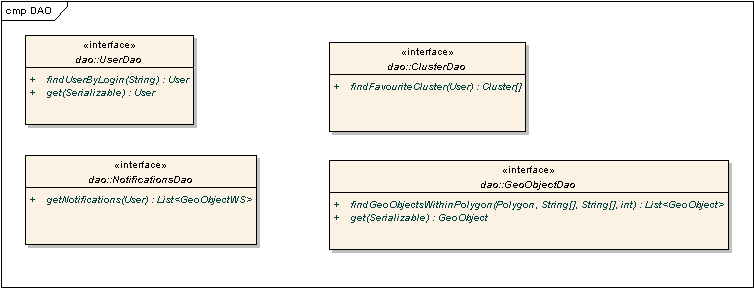 cmp DAO
«interface»
dao::UserDao
+ findUserByLogin(String) : User
+ get(Serializable) : User
«interface»
dao::ClusterDao
+ findFavouriteCluster(User) : Cluster[]
«interface»
dao::NotificationsDao
+ getNotifications(User) : List<GeoObjectWS>
«interface»
dao::GeoObjectDao
+ findGeoObjectsWithinPolygon(Polygon, String[], String[], int) : List<GeoObject>
+ get(Serializable) : GeoObject